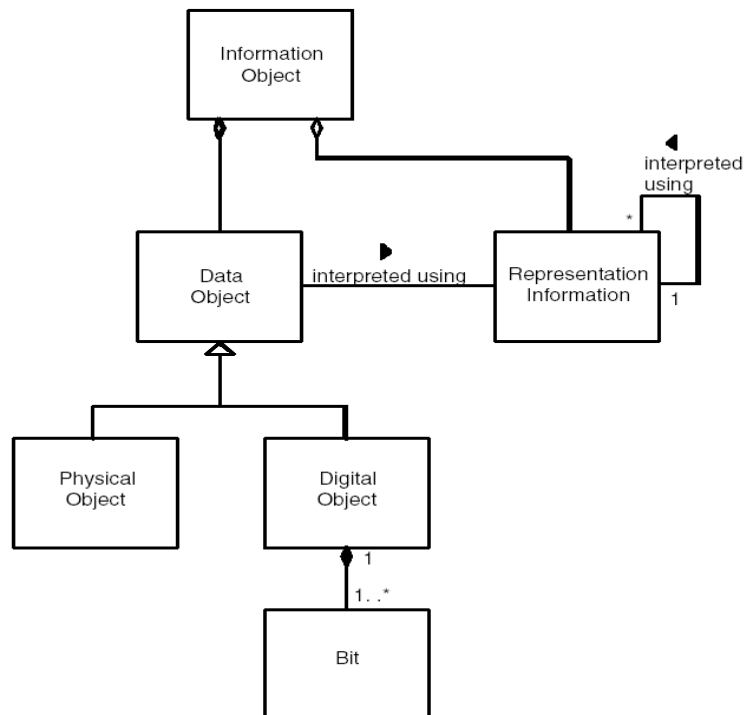 Information
Object
interpreted
using
*
Data
Object
interpreted using
Representation
Information
1
Physical
Object
Digital
Object
1
1..*
Bit